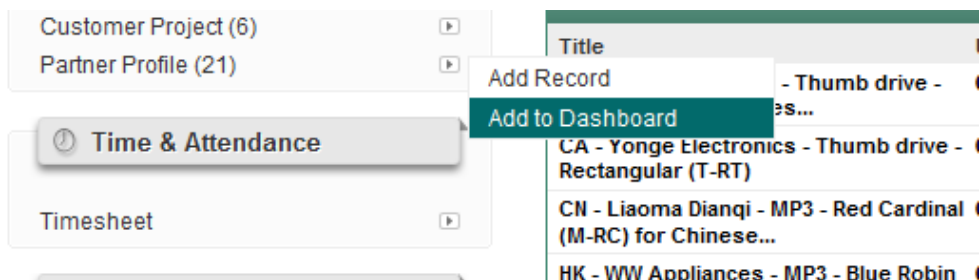 Customer Project (6)
Partner Profile (21)
Time & Attendance
Timesheet
Add Record
Add to Dashboard
Title
- Thumb drive -
es...
CA - Yonge Electronics - Thumb drive -
Rectangular (T-RT)
CN - Liaoma Dianqi - MP3 - Red Cardinal
(M-RC) for Chinese...
HK - WW Appliances - MP3 - Blue Robin